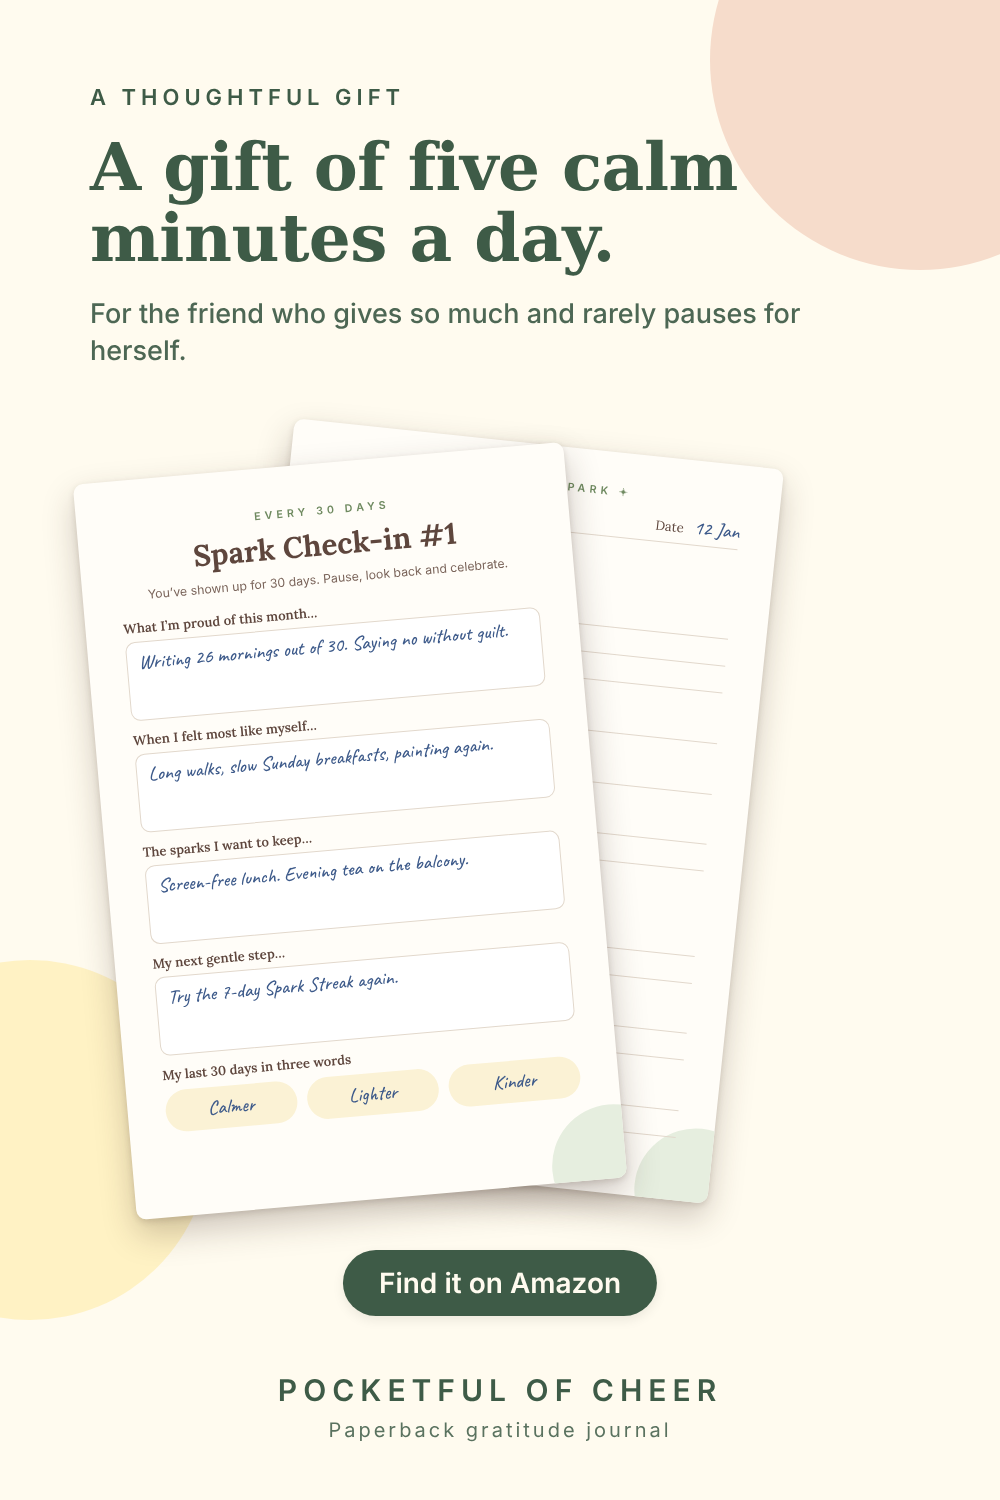 A THOUGHTFUL GIFT
A gift of five calm
minutes a day.
For the friend who gives so much and rarely pauses for
herself.
PARK ✦
Date 12 Jan
EVERY 30 DAYS
Spark Check-in #1
You've shown up for 30 days. Pause, look back and celebrate.
What I'm proud of this month...
Writing 26 mornings out of 30. Saying no without guilt.
When I felt most like myself...
Long walks, slow Sunday breakfasts, painting again.
The sparks I want to keep...
Screen-free lunch. Evening tea on the balcony.
My next gentle step...
Try the 7-day Spark Streak again.
My last 30 days in three words
Calmer Lighter Kinder
Find it on Amazon
POCKETFUL OF CHEER
Paperback gratitude journal